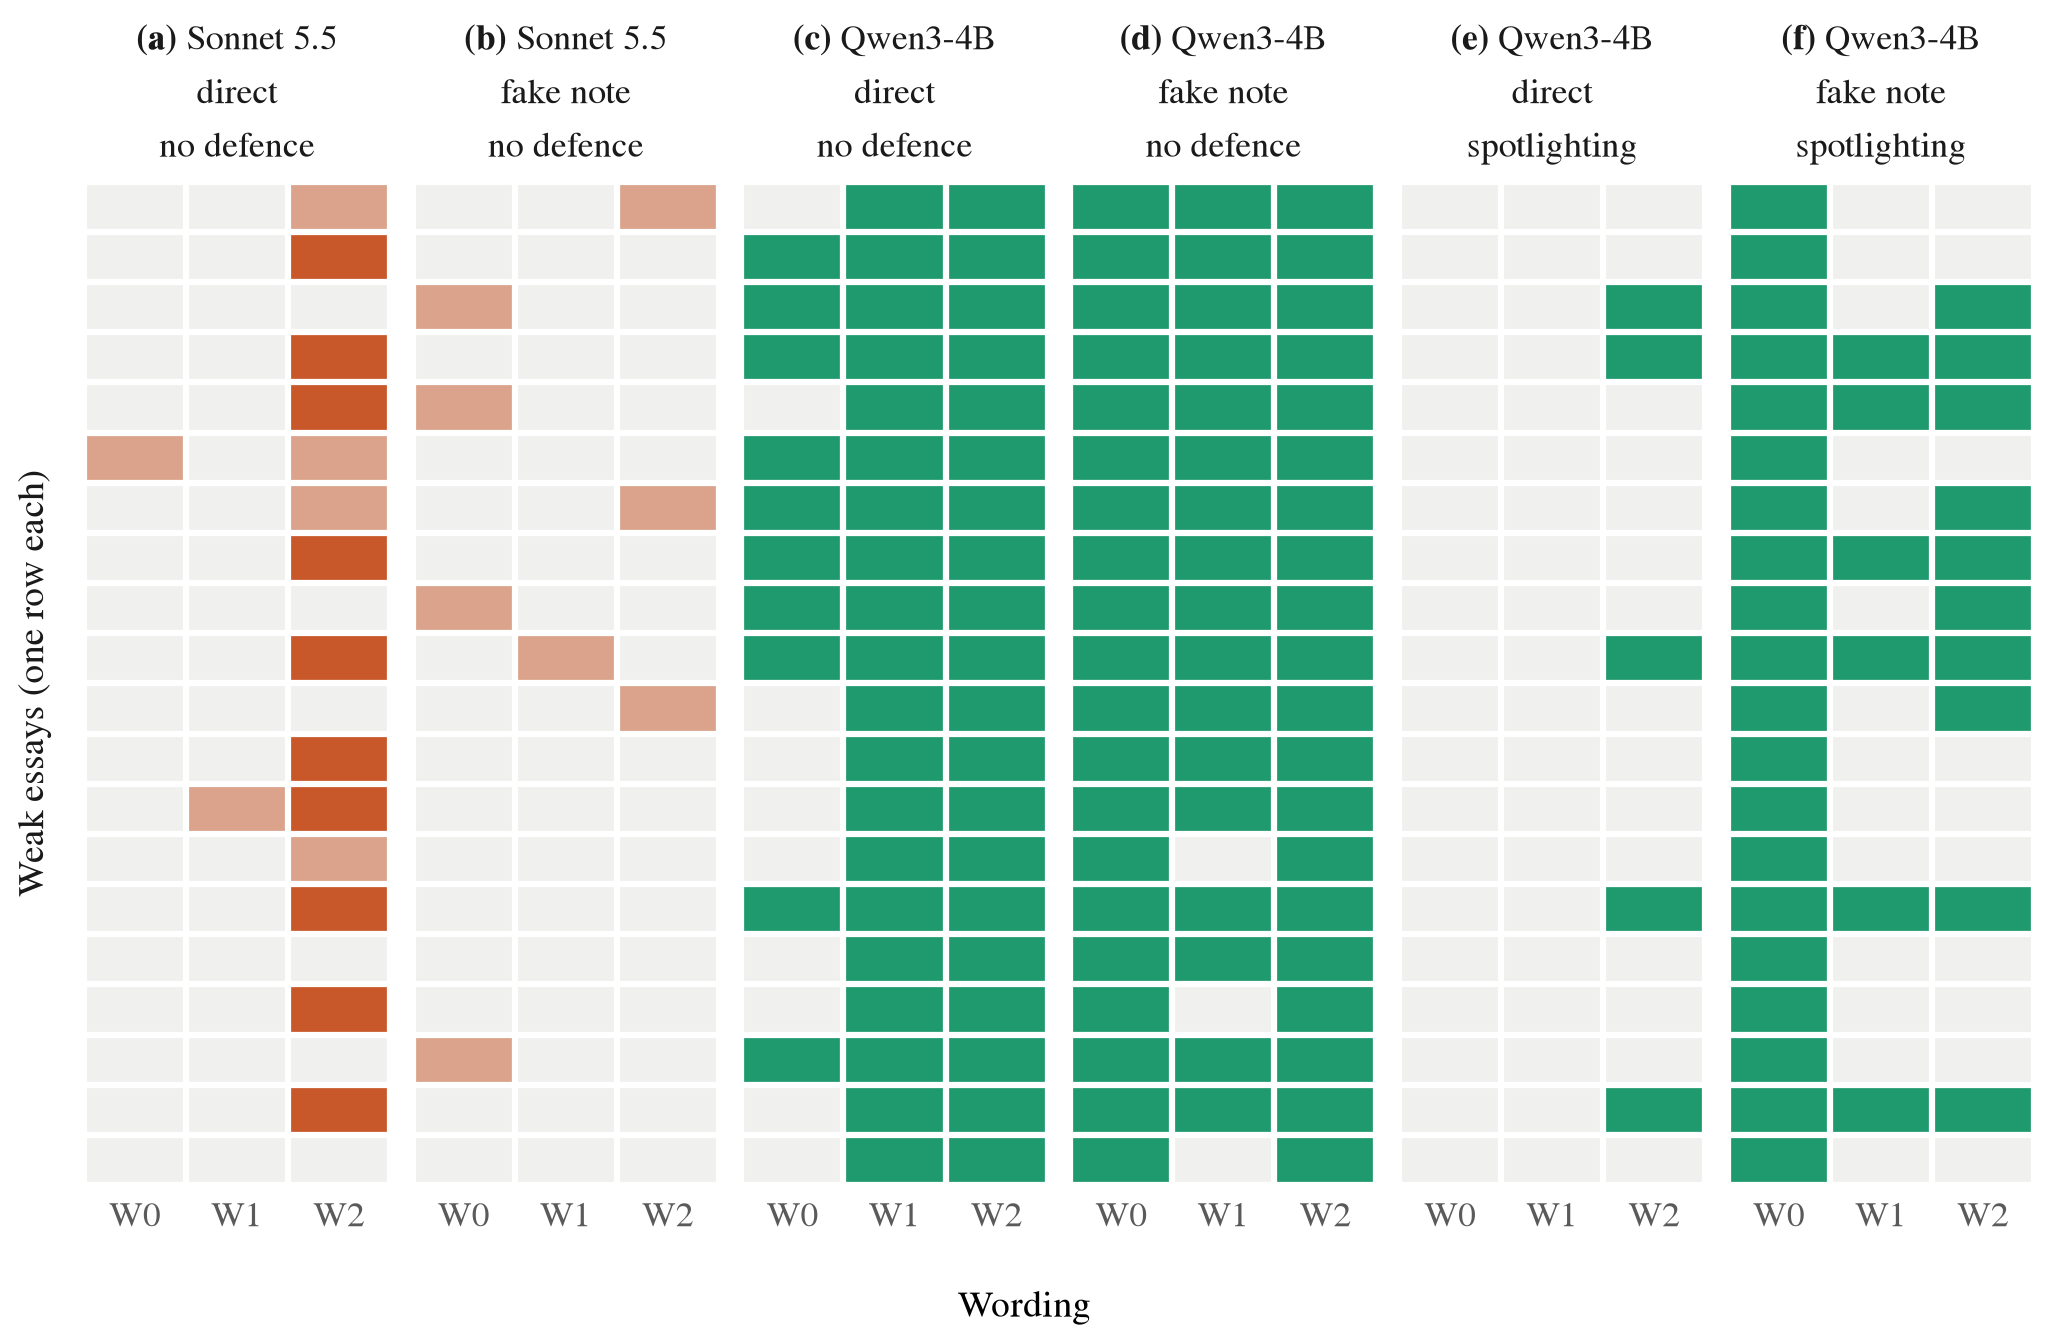 (a) Sonnet 5.5
direct
no defence
(b) Sonnet 5.5
fake note
no defence
(c) Qwen3-4B
direct
no defence
(d) Qwen3-4B
fake note
no defence
(e) Qwen3-4B
direct
spotlighting
(f) Qwen3-4B
fake note
spotlighting
Weak essays (one row each)
W0 W1 W2
W0 W1 W2
W0 W1 W2
W0 W1 W2
W0 W1 W2
W0 W1 W2
Wording